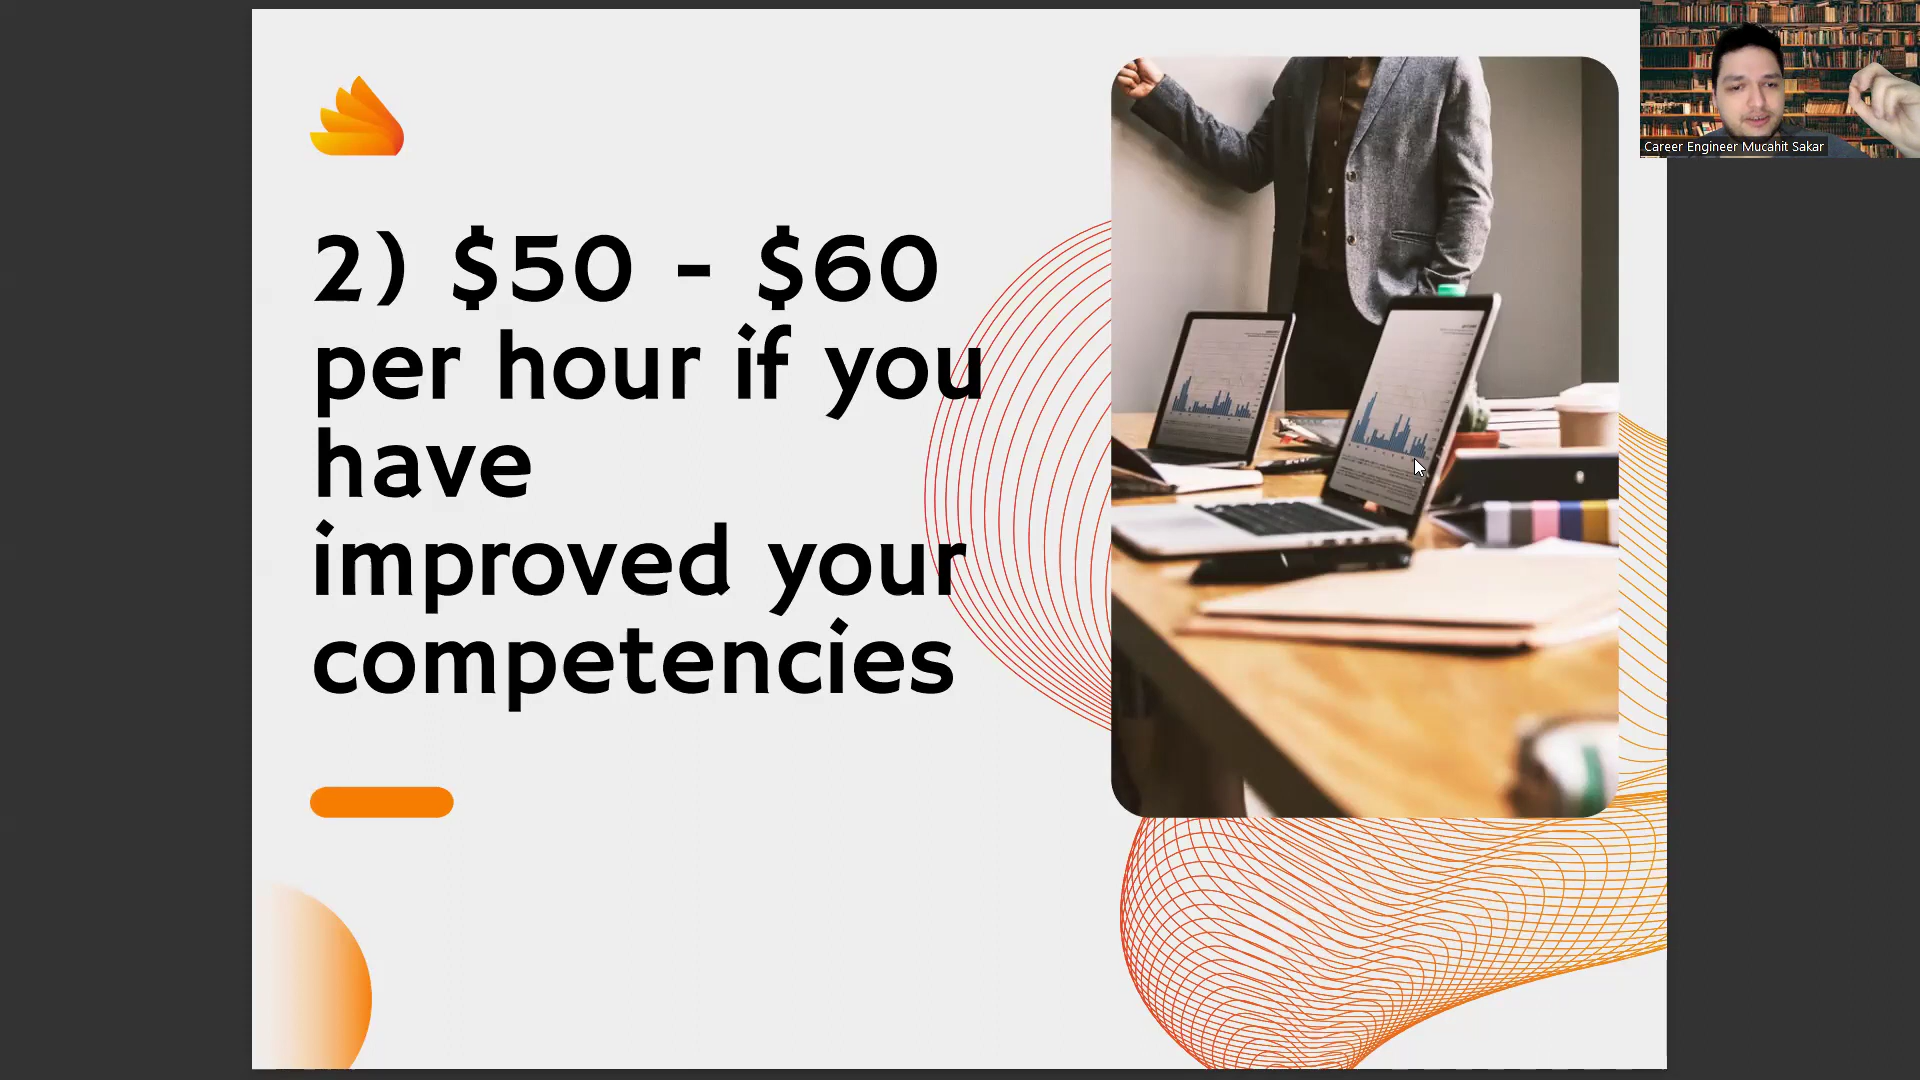 2) $50 - $60
per hour if you
have
improved your
competencies
Career Engineer Mucahit Sakar